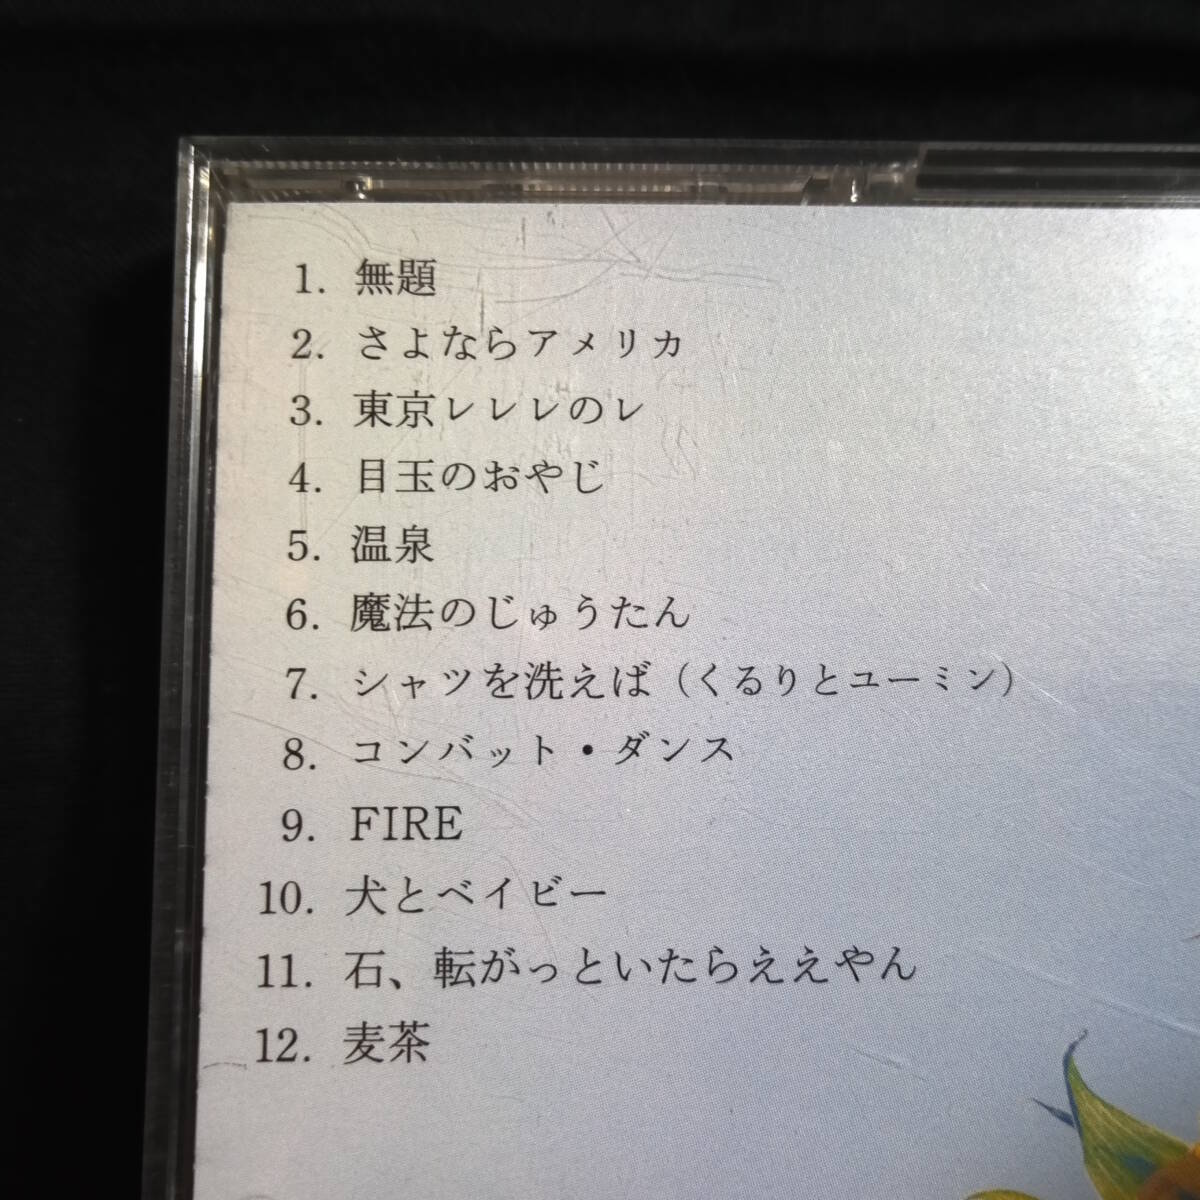 1. 無題
2. さよならアメリカ
3. 東京レレレのレ
4. 目玉のおやじ
5. 温泉
6. 魔法のじゅうたん
7. シャツを洗えば（くるりとユーミン）
8. コンバット・ダンス
9. FIRE
10. 犬とベイビー
11. 石、転がっといたらええやん
12. 麦茶